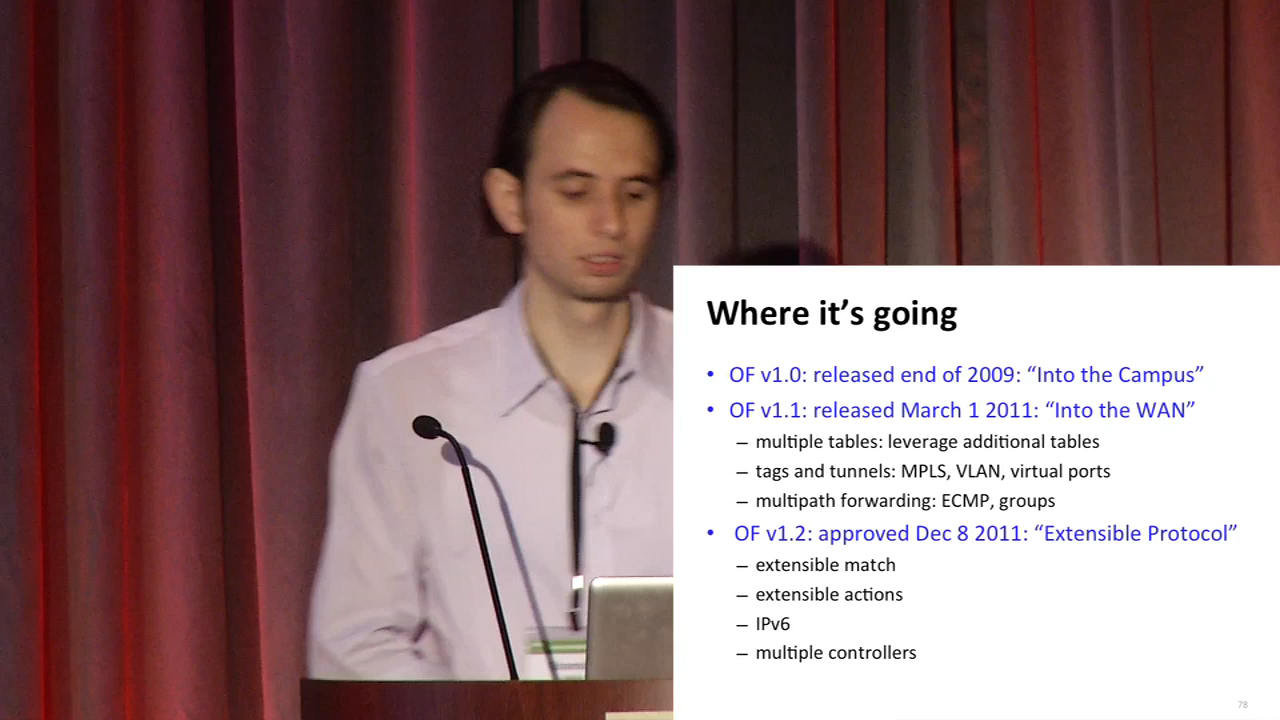 Where it’s going
• OF v1.0: released end of 2009: “Into the Campus”
• OF v1.1: released March 1 2011: “Into the WAN”
– multiple tables: leverage additional tables
– tags and tunnels: MPLS, VLAN, virtual ports
– multipath forwarding: ECMP, groups
• OF v1.2: approved Dec 8 2011: “Extensible Protocol”
– extensible match
– extensible actions
– IPv6
– multiple controllers
78